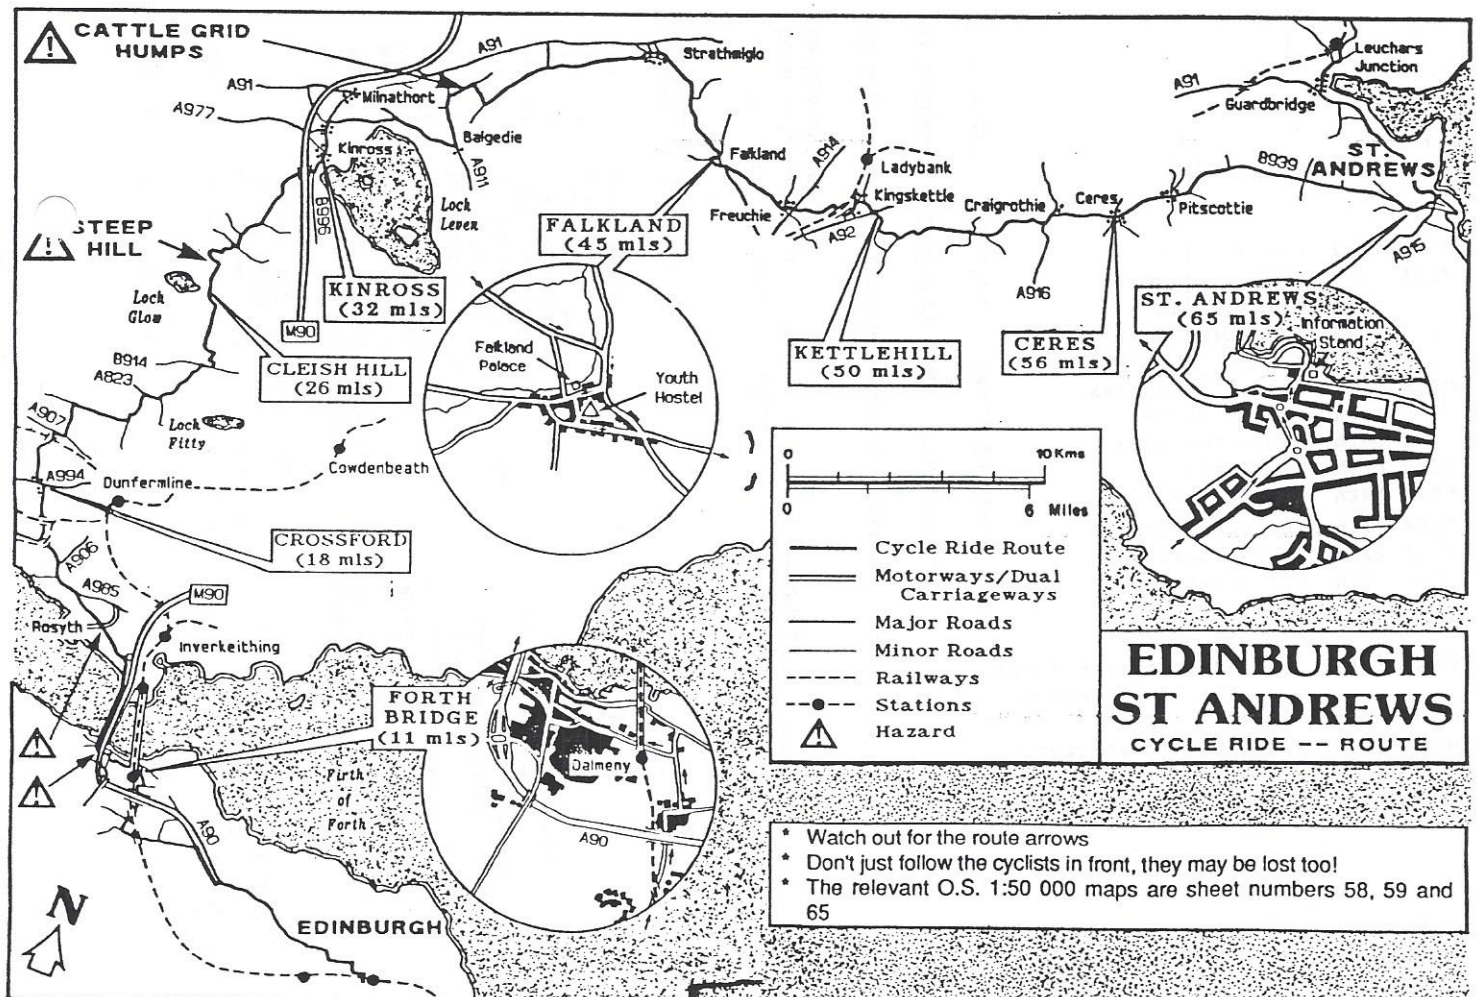 CATTLE GRID
HUMPS
A91
Strathmiglo
Leuchars
Junction
A91
A91
Guardbridge
Milnathort
A977
Balgedie
Kinross
A911
Falkland
A914
Ladybank
B939
ST.
ANDREWS
Kingskettle
Ceres
Craigrothie
Pitscottie
Freuchie
A92
B996
Lock
Leven
STEEP
HILL
FALKLAND
(45 mls)
A915
A916
KINROSS
(32 mls)
Lock
Glow
M90
ST. ANDREWS
(65 mls)
Information
Stand
B914
CLEISH HILL
(26 mls)
Falkland
Palace
Youth
Hostel
KETTLEHILL
(50 mls)
CERES
(56 mls)
A823
A907
Lock
Fitty
Cowdenbeath
A994
Dunfermline
0 10 Kms
0 6 Miles
CROSSFORD
(18 mls)
A906
A985
M90
Rosyth
Inverkeithing
Cycle Ride Route
Motorways/Dual
Carriageways
Major Roads
Minor Roads
Railways
Stations
Hazard
EDINBURGH
ST ANDREWS
CYCLE RIDE -- ROUTE
FORTH
BRIDGE
(11 mls)
Dalmeny
A90
Firth
of
Forth
A90
N
EDINBURGH
* Watch out for the route arrows
* Don't just follow the cyclists in front, they may be lost too!
* The relevant O.S. 1:50 000 maps are sheet numbers 58, 59 and
65